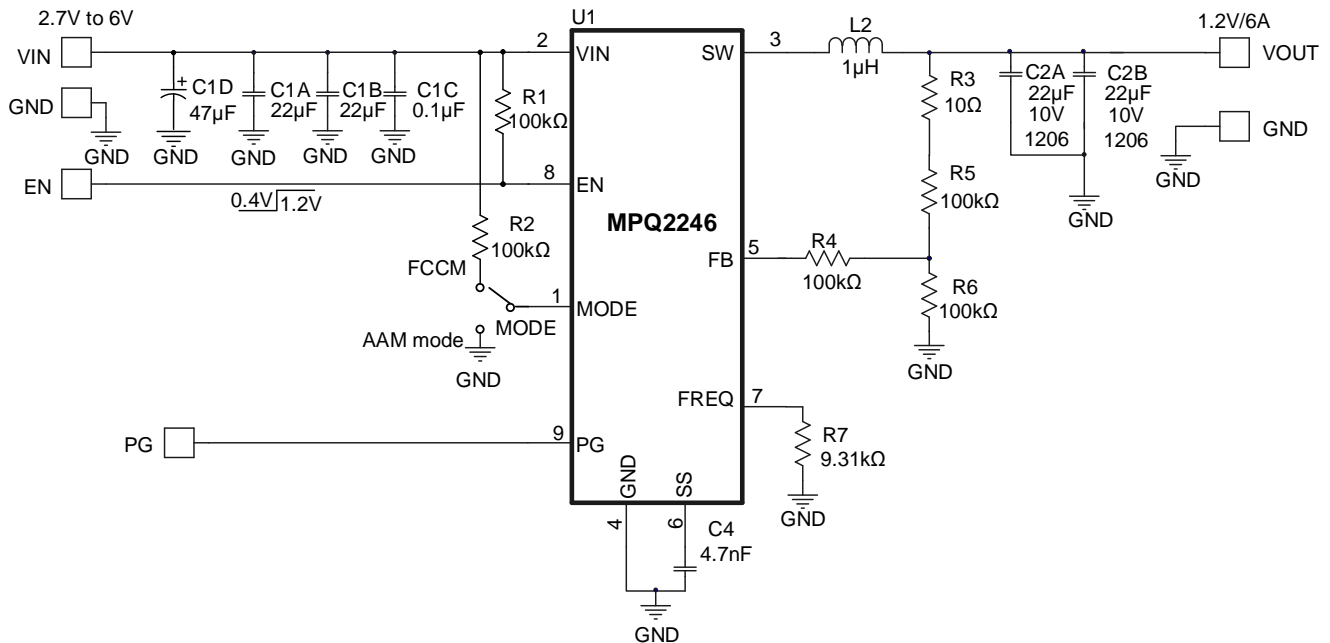 2.7V to 6V
VIN
GND
GND
EN
0.4V 1.2V
+
C1D
47µF
GND
C1A
22µF
GND
C1B
22µF
GND
C1C
0.1µF
GND
R1
100kΩ
R2
100kΩ
FCCM
MODE
AAM mode
GND
PG
U1
2
VIN
8
EN
MPQ2246
1
MODE
9
PG
GND
4
SS
6
C4
4.7nF
GND
SW
3
FB
5
FREQ
7
L2
1µH
R3
10Ω
R5
100kΩ
R4
100kΩ
R6
100kΩ
GND
R7
9.31kΩ
GND
C2A
22µF
10V
1206
C2B
22µF
10V
1206
GND
1.2V/6A
VOUT
GND
GND